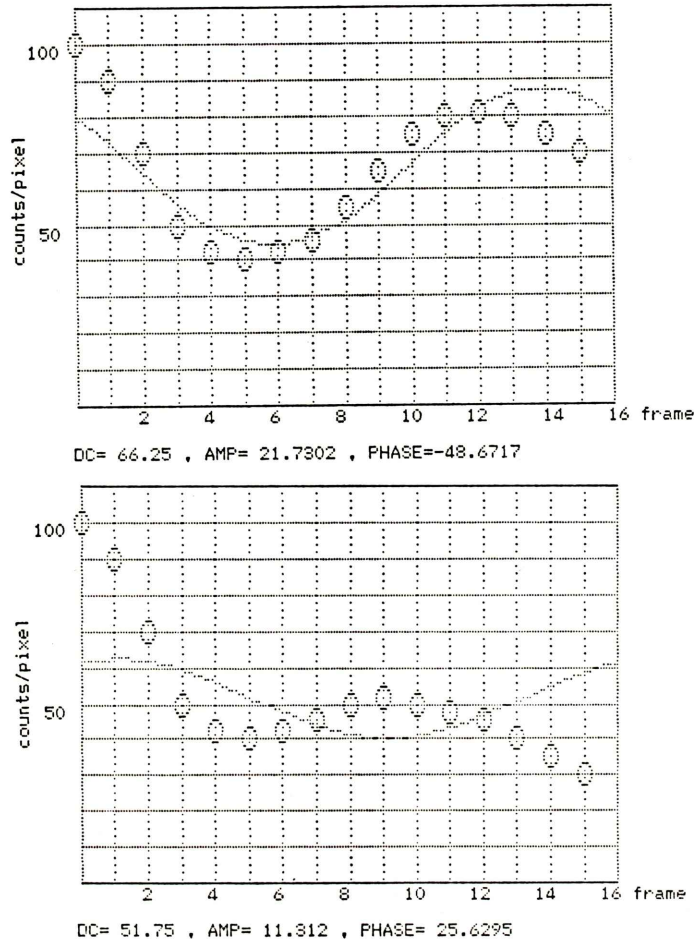 100
50
counts/pixel
2 4 6 8 10 12 14 16 frame
DC= 66.25 , AMP= 21.7302 , PHASE=-48.6717
100
50
counts/pixel
2 4 6 8 10 12 14 16 frame
DC= 51.75 , AMP= 11.312 , PHASE= 25.6295